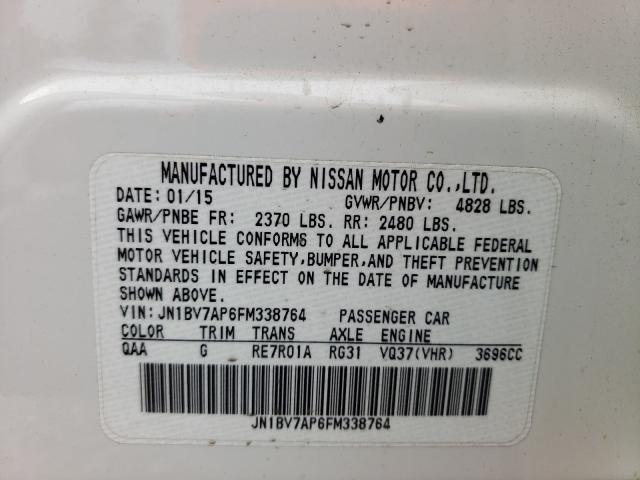 MANUFACTURED BY NISSAN MOTOR CO.,LTD.
DATE: 01/15 GVWR/PNBV: 4828 LBS.
GAWR/PNBE FR: 2370 LBS. RR: 2480 LBS.
THIS VEHICLE CONFORMS TO ALL APPLICABLE FEDERAL
MOTOR VEHICLE SAFETY,BUMPER,AND THEFT PREVENTION
STANDARDS IN EFFECT ON THE DATE OF MANUFACTURE
SHOWN ABOVE.
VIN: JN1BV7AP6FM338764 PASSENGER CAR
COLOR TRIM TRANS AXLE ENGINE
QAA G RE7R01A RG31 VQ37(VHR) 3696CC
JN1BV7AP6FM338764